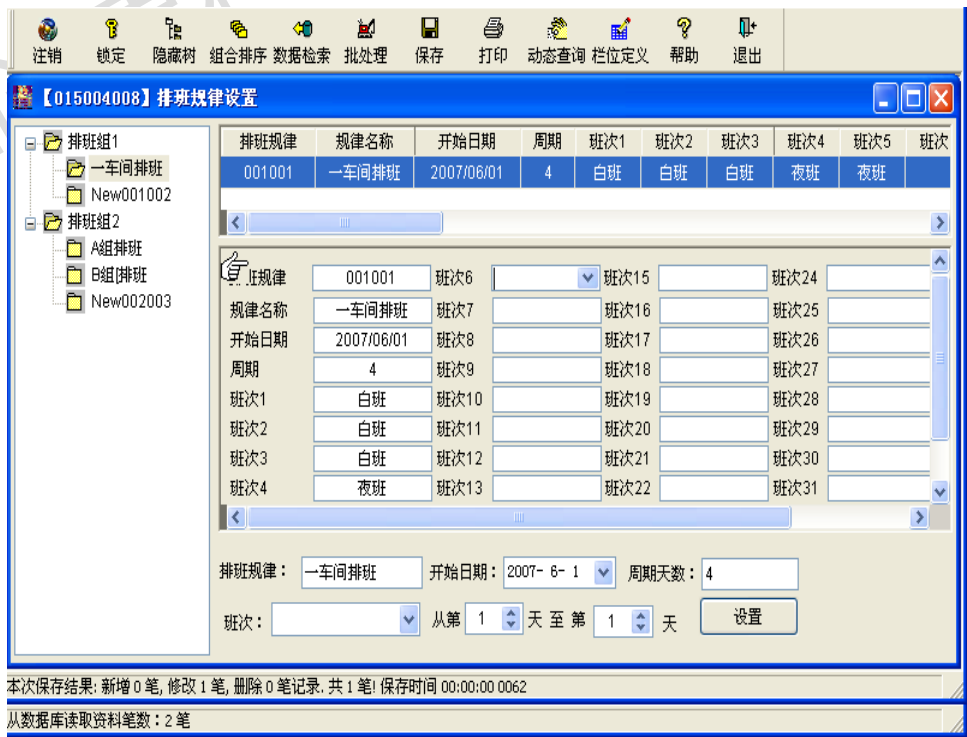 注销 锁定 隐藏树 组合排序 数据检索 批处理 保存 打印 动态查询 栏位定义 帮助 退出
【015004008】排班规律设置
排班组1
一车间排班
New001002
排班组2
A组排班
B组排班
New002003
排班规律 规律名称 开始日期 周期 班次1 班次2 班次3 班次4 班次5 班次
001001 一车间排班 2007/06/01 4 白班 白班 白班 夜班 夜班
规律 001001 班次6 班次15 班次24
规律名称 一车间排班 班次7 班次16 班次25
开始日期 2007/06/01 班次8 班次17 班次26
周期 4 班次9 班次18 班次27
班次1 白班 班次10 班次19 班次28
班次2 白班 班次11 班次20 班次29
班次3 白班 班次12 班次21 班次30
班次4 夜班 班次13 班次22 班次31
排班规律： 一车间排班 开始日期： 2007- 6- 1 周期天数： 4
班次： 从第 1 天 至 第 1 天 设置
本次保存结果: 新增 0 笔, 修改 1 笔, 删除 0 笔记录. 共 1 笔! 保存时间 00:00:00 0062
从数据库读取资料笔数：2 笔